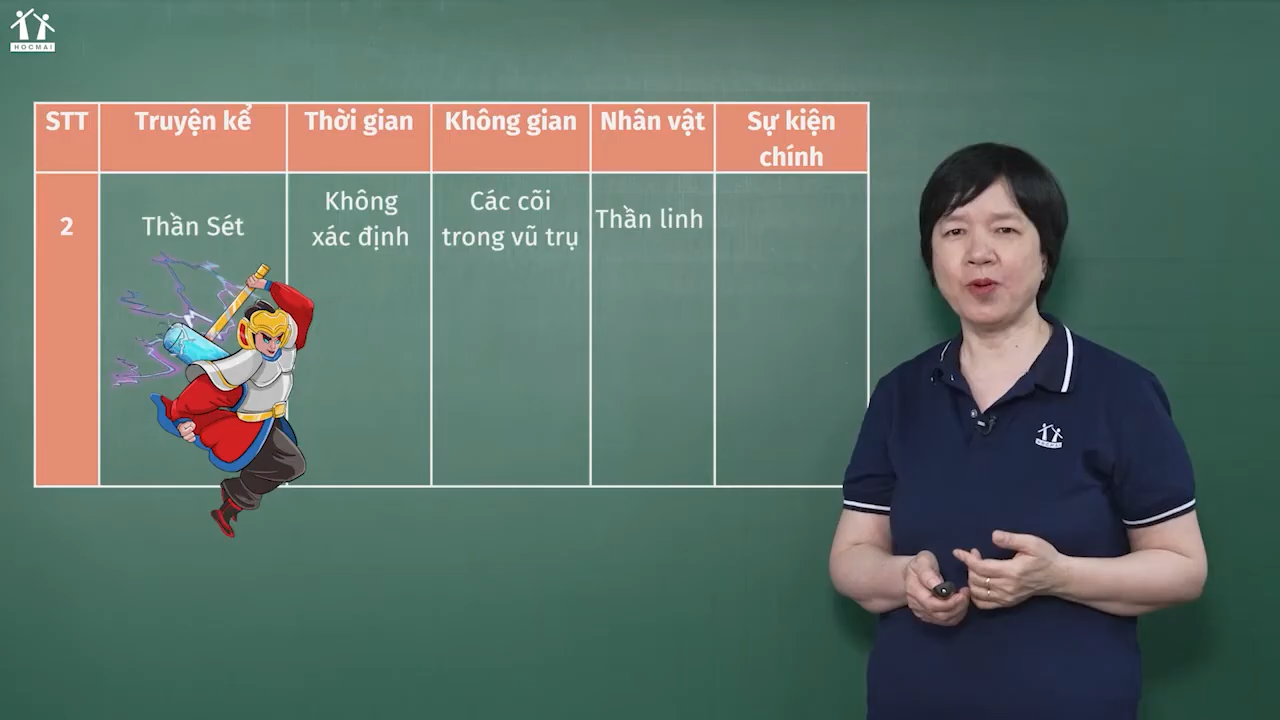 HOCMAI
STT
Truyện kể
Thời gian
Không gian
Nhân vật
Sự kiện
chính
2
Thần Sét
Không
xác định
Các cõi
trong vũ trụ
Thần linh